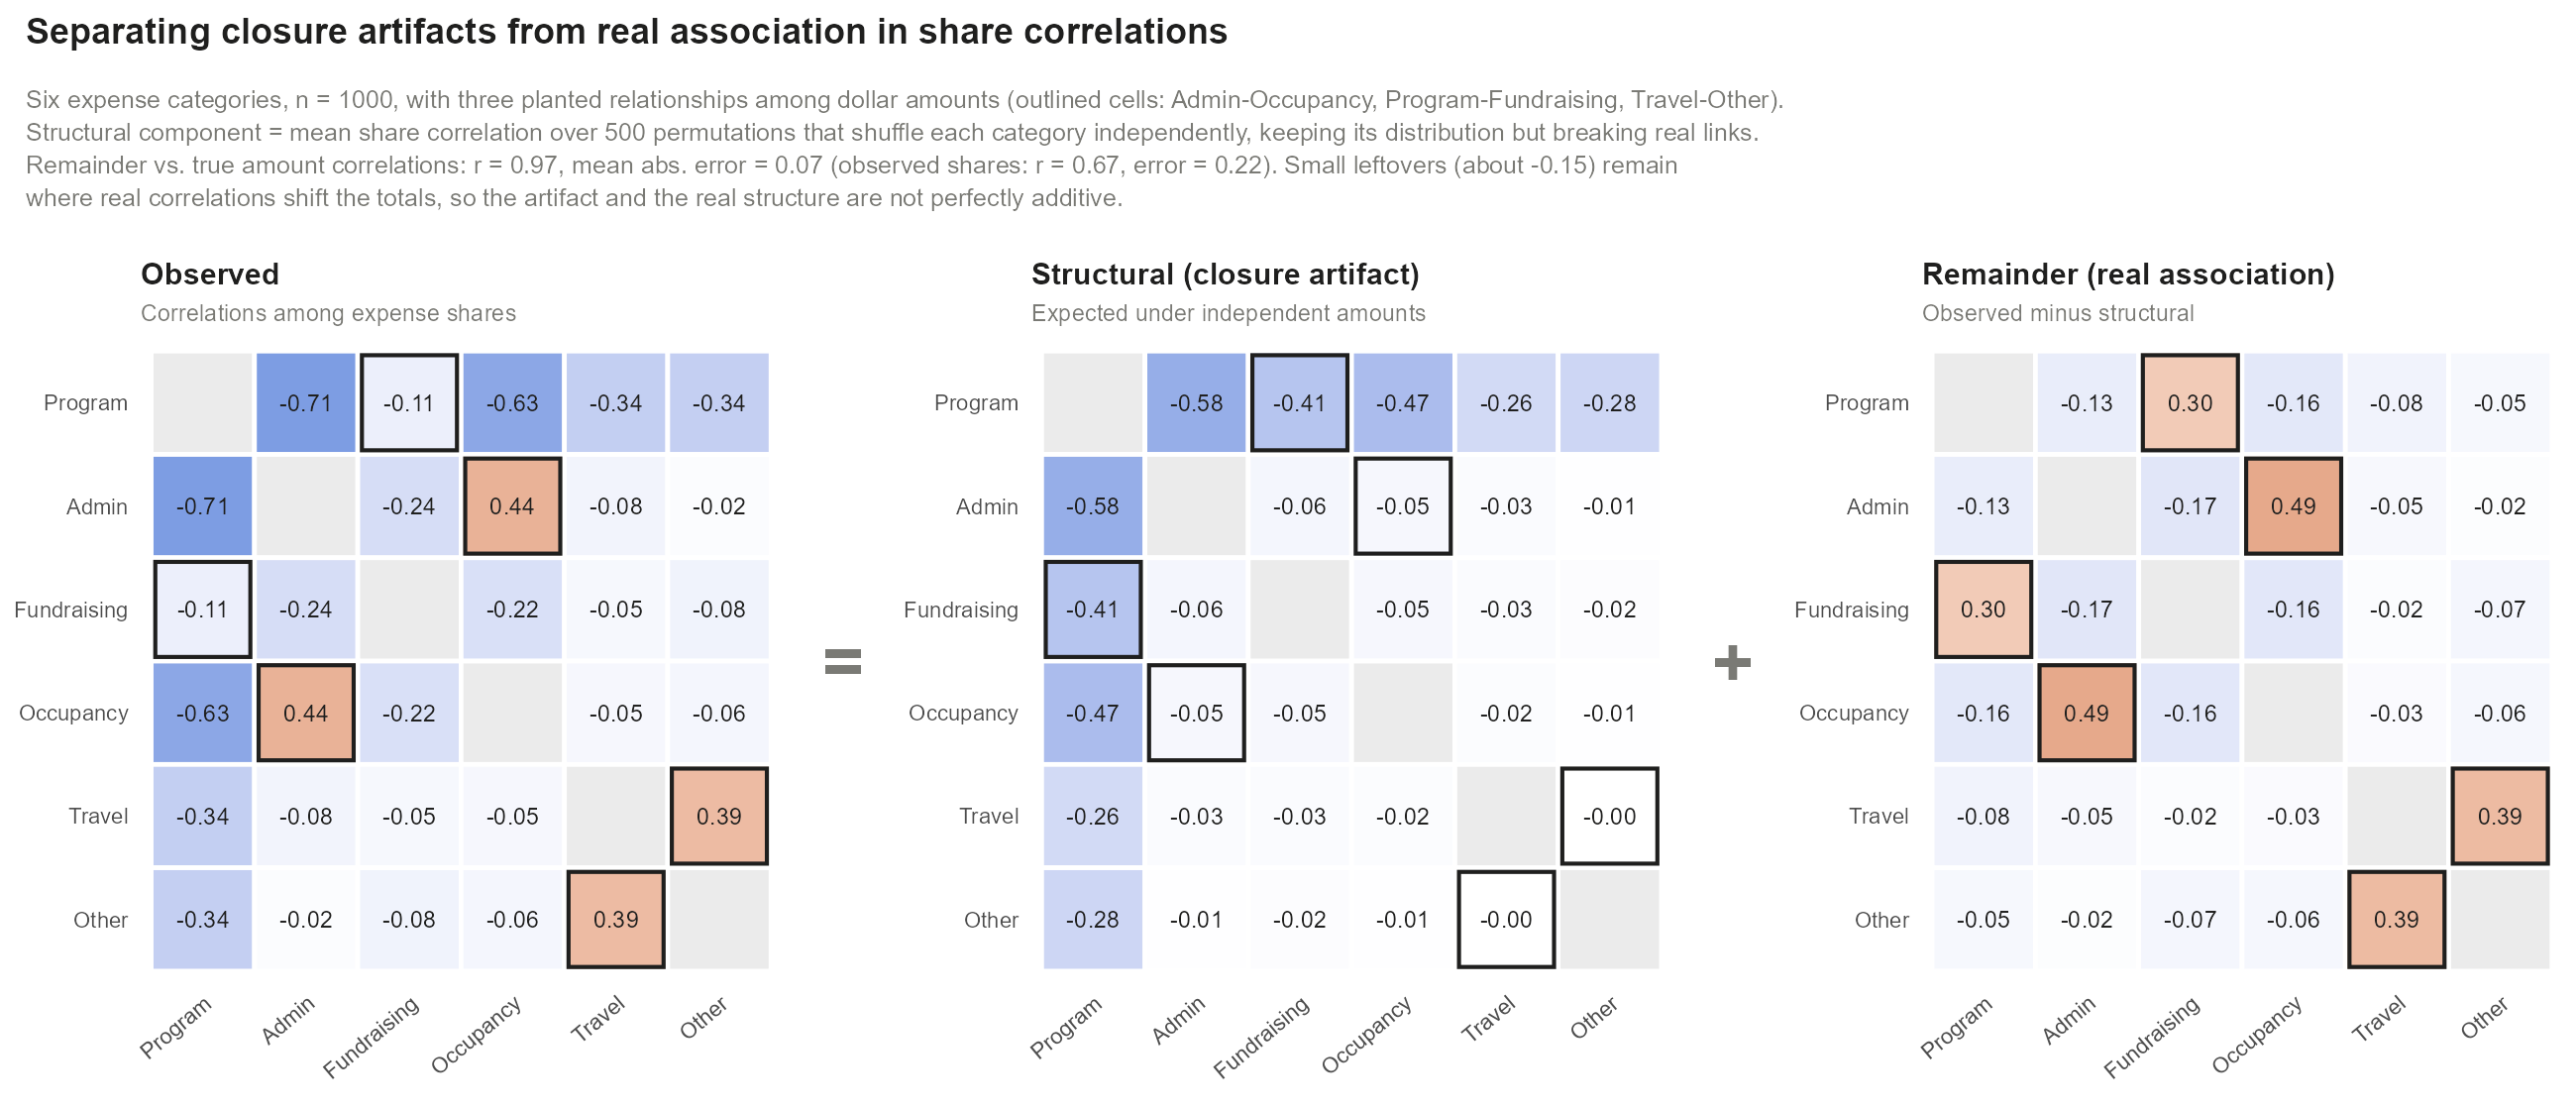 Separating closure artifacts from real association in share correlations
Six expense categories, n = 1000, with three planted relationships among dollar amounts (outlined cells: Admin-Occupancy, Program-Fundraising, Travel-Other).
Structural component = mean share correlation over 500 permutations that shuffle each category independently, keeping its distribution but breaking real links.
Remainder vs. true amount correlations: r = 0.97, mean abs. error = 0.07 (observed shares: r = 0.67, error = 0.22). Small leftovers (about -0.15) remain
where real correlations shift the totals, so the artifact and the real structure are not perfectly additive.
Observed
Correlations among expense shares
Program -0.71 -0.11 -0.63 -0.34 -0.34
Admin -0.71 -0.24 0.44 -0.08 -0.02
Fundraising -0.11 -0.24 -0.22 -0.05 -0.08
Occupancy -0.63 0.44 -0.22 -0.05 -0.06
Travel -0.34 -0.08 -0.05 -0.05 0.39
Other -0.34 -0.02 -0.08 -0.06 0.39
Program Admin Fundraising Occupancy Travel Other
=
Structural (closure artifact)
Expected under independent amounts
Program -0.58 -0.41 -0.47 -0.26 -0.28
Admin -0.58 -0.06 -0.05 -0.03 -0.01
Fundraising -0.41 -0.06 -0.05 -0.03 -0.02
Occupancy -0.47 -0.05 -0.05 -0.02 -0.01
Travel -0.26 -0.03 -0.03 -0.02 -0.00
Other -0.28 -0.01 -0.02 -0.01 -0.00
Program Admin Fundraising Occupancy Travel Other
+
Remainder (real association)
Observed minus structural
Program -0.13 0.30 -0.16 -0.08 -0.05
Admin -0.13 -0.17 0.49 -0.05 -0.02
Fundraising 0.30 -0.17 -0.16 -0.02 -0.07
Occupancy -0.16 0.49 -0.16 -0.03 -0.06
Travel -0.08 -0.05 -0.02 -0.03 0.39
Other -0.05 -0.02 -0.07 -0.06 0.39
Program Admin Fundraising Occupancy Travel Other